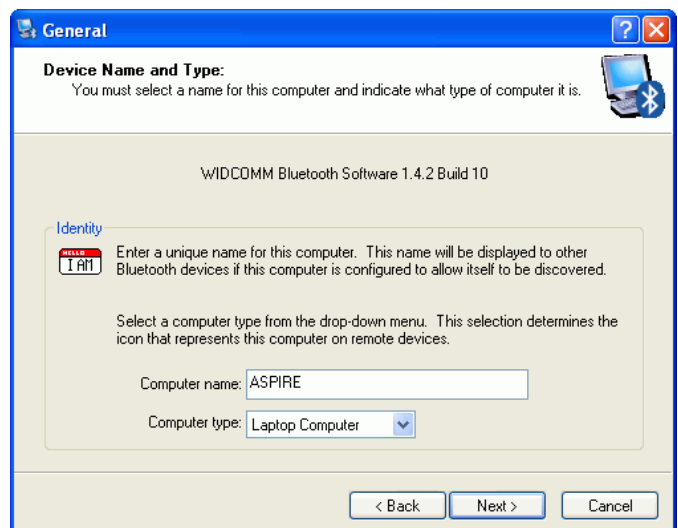 General
Device Name and Type:
You must select a name for this computer and indicate what type of computer it is.
WIDCOMM Bluetooth Software 1.4.2 Build 10
Identity
HELLO
I AM
Enter a unique name for this computer.  This name will be displayed to other
Bluetooth devices if this computer is configured to allow itself to be discovered.
Select a computer type from the drop-down menu.  This selection determines the
icon that represents this computer on remote devices.
Computer name: ASPIRE
Computer type: Laptop Computer
< Back Next > Cancel